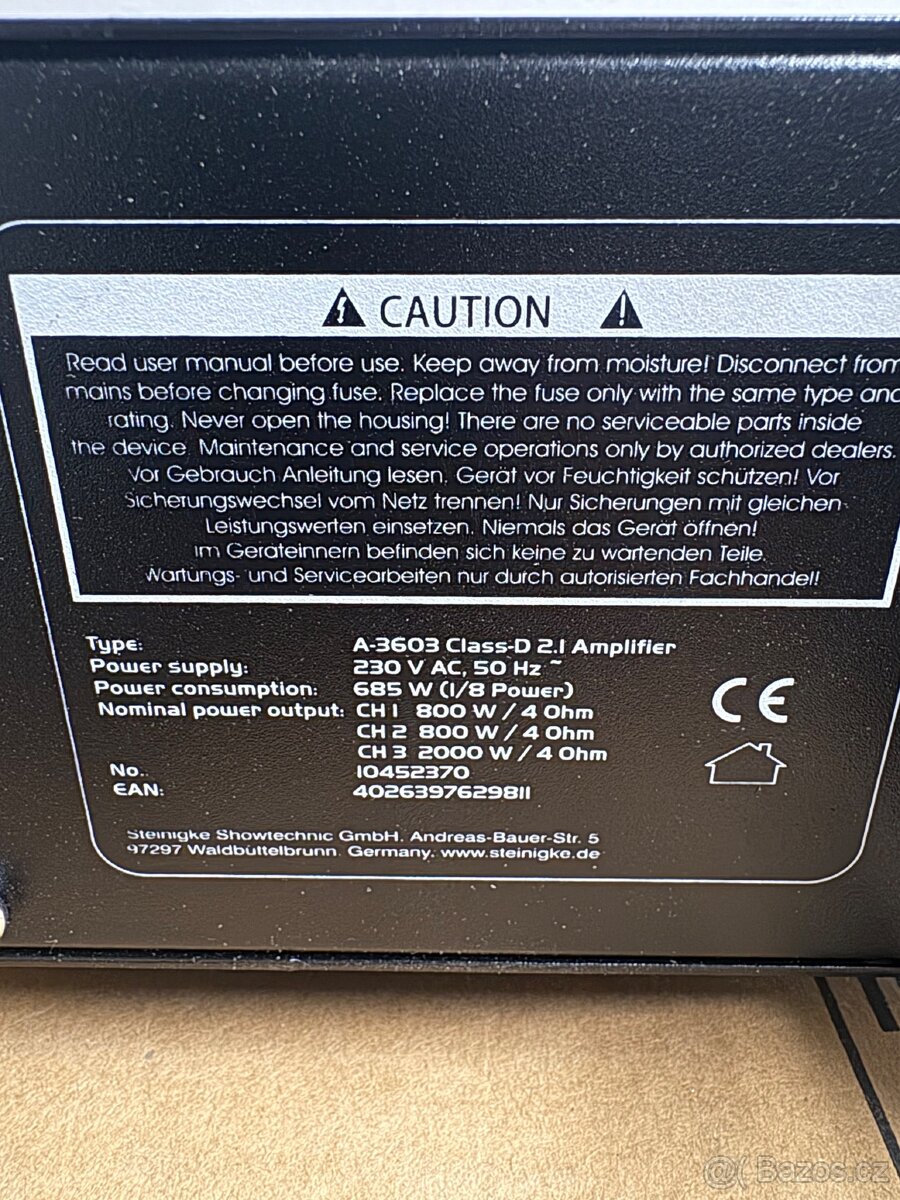 CAUTION
Read user manual before use. Keep away from moisture! Disconnect from
mains before changing fuse. Replace the fuse only with the same type and
rating. Never open the housing! There are no serviceable parts inside
the device. Maintenance and service operations only by authorized dealers.
Vor Gebrauch Anleitung lesen. Gerät vor Feuchtigkeit schützen! Vor
Sicherungswechsel vom Netz trennen! Nur Sicherungen mit gleichen
Leistungswerten einsetzen. Niemals das Gerät öffnen!
Im Geräteinnern befinden sich keine zu wartenden Teile.
Wartungs- und Servicearbeiten nur durch autorisierten Fachhandel!
Type: A-3603 Class-D 2.1 Amplifier
Power supply: 230 V AC, 50 Hz ~
Power consumption: 685 W (1/8 Power)
Nominal power output: CH 1 800 W / 4 Ohm
CH 2 800 W / 4 Ohm
CH 3 2000 W / 4 Ohm
No.: 10452370
EAN: 4026397629811
CE
Steinigke Showtechnic GmbH, Andreas-Bauer-Str. 5
97297 Waldbüttelbrunn, Germany, www.steinigke.de
@ Bazos.cz